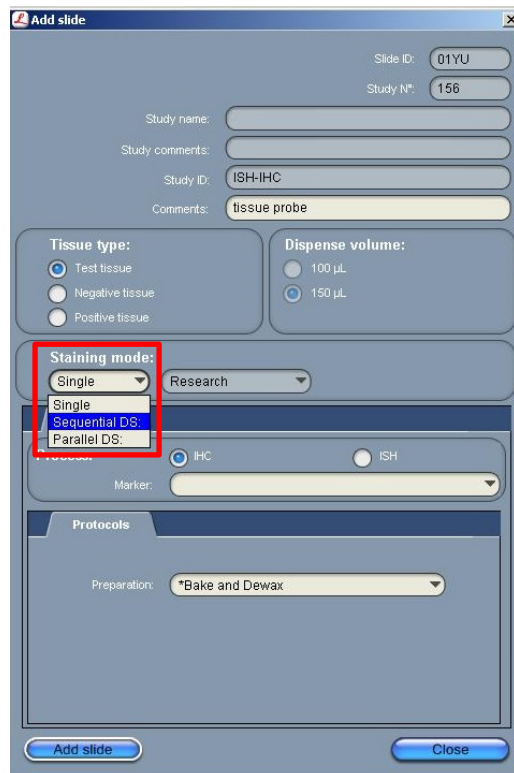 Add slide
Slide ID: 01YU
Study N°: 156
Study name:
Study comments:
Study ID: ISH-IHC
Comments: tissue probe
Tissue type:
Test tissue
Negative tissue
Positive tissue
Dispense volume:
100 µL
150 µL
Staining mode:
Single Research
Single
Sequential DS:
Parallel DS:
IHC ISH
Marker:
Protocols
Preparation: *Bake and Dewax
Add slide Close